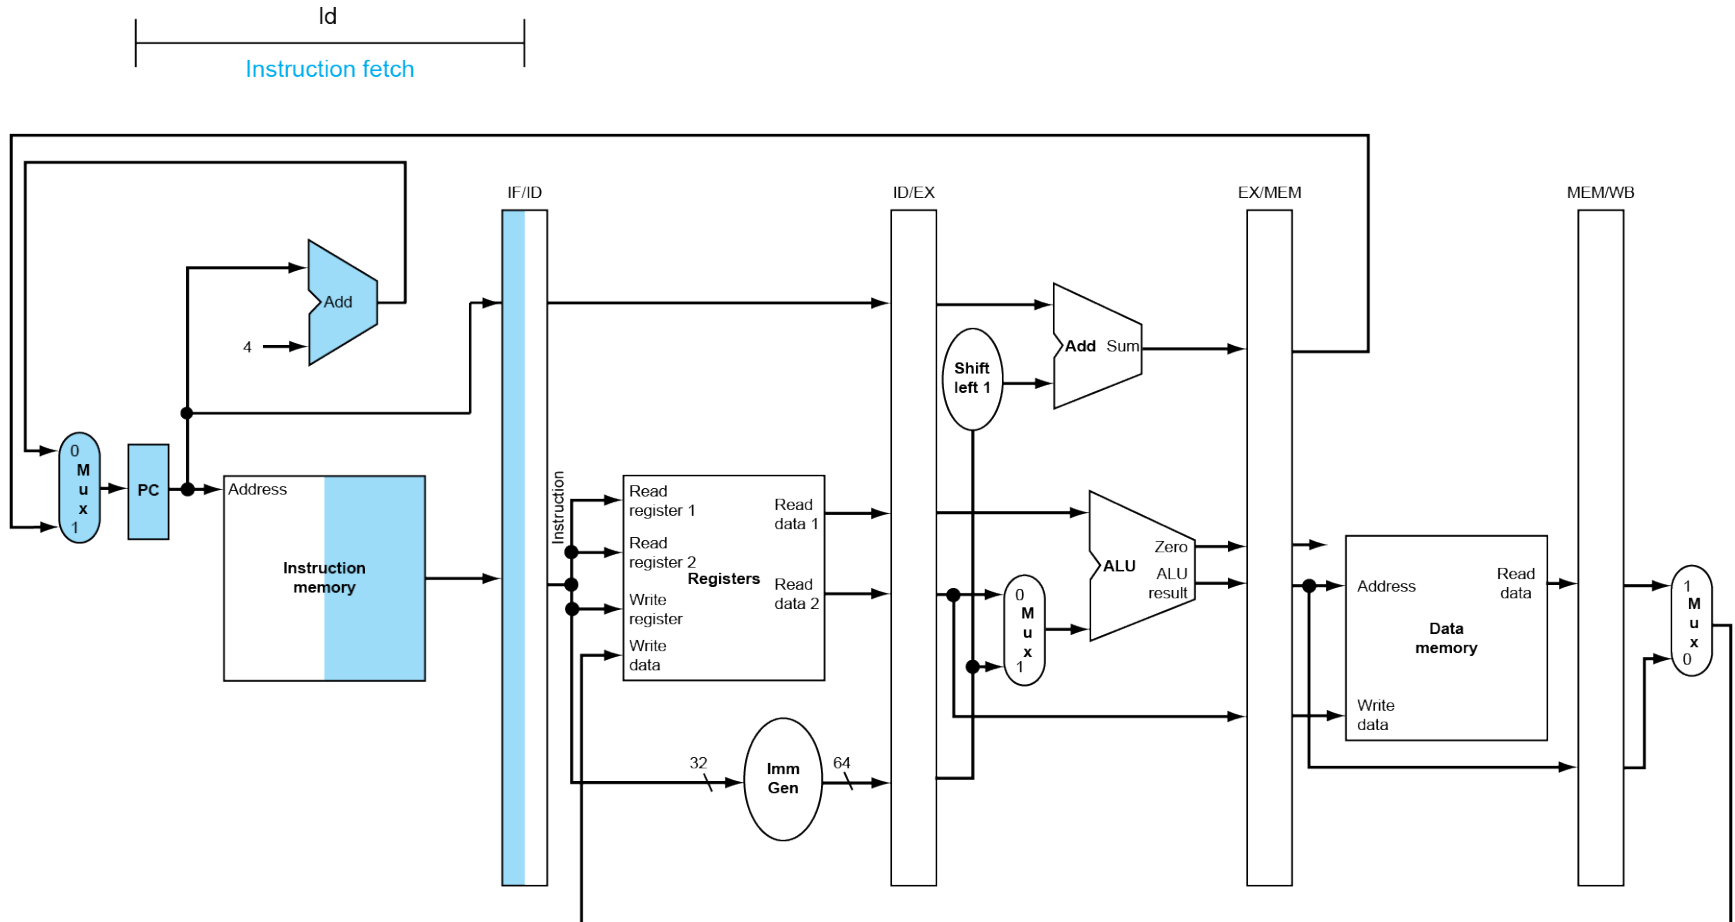 ld
Instruction fetch
IF/ID
ID/EX
EX/MEM
MEM/WB
Add
4
Add Sum
Shift
left 1
0
M
u
x
1
PC
Address
Instruction
memory
Instruction
Read
register 1
Read
register 2
Write
register
Write
data
Registers
Read
data 1
Read
data 2
32
Imm
Gen
64
0
M
u
x
1
ALU
Zero
ALU
result
Address
Write
data
Data
memory
Read
data
1
M
u
x
0